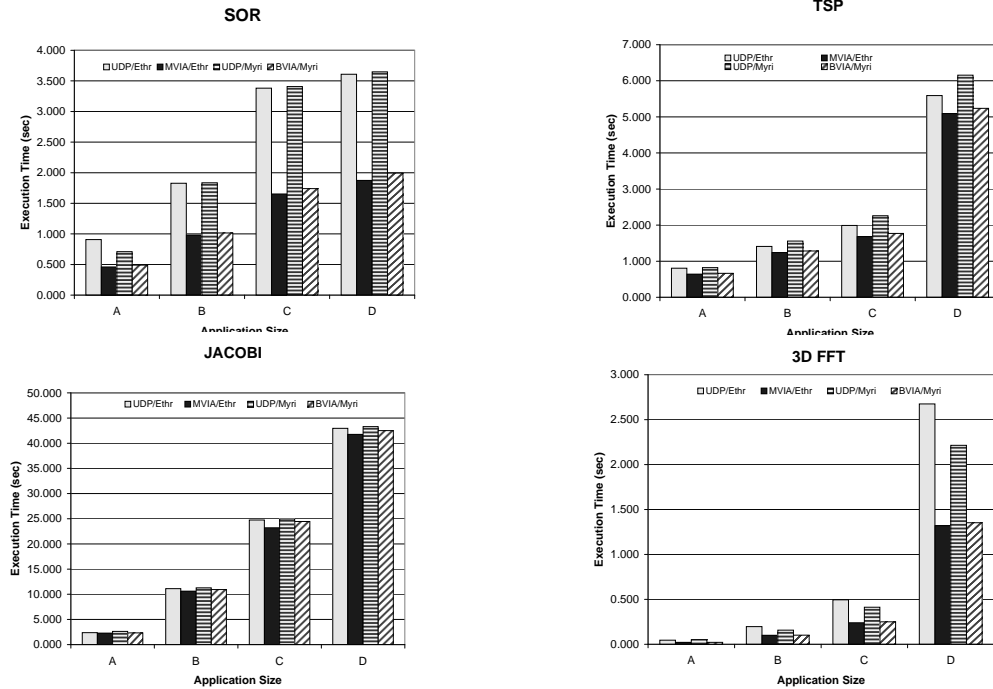 SOR
4.000
3.500
3.000
2.500
2.000
1.500
1.000
0.500
0.000
Execution Time (sec)
UDP/Ethr MVIA/Ethr UDP/Myri BVIA/Myri
A B C D
Application Size
TSP
7.000
6.000
5.000
4.000
3.000
2.000
1.000
0.000
Execution Time (sec)
UDP/Ethr MVIA/Ethr
UDP/Myri BVIA/Myri
A B C D
Application Size
JACOBI
50.000
45.000
40.000
35.000
30.000
25.000
20.000
15.000
10.000
5.000
0.000
Execution Time (sec)
UDP/Ethr MVIA/Ethr UDP/Myri BVIA/Myri
A B C D
Application Size
3D FFT
3.000
2.500
2.000
1.500
1.000
0.500
0.000
Execution Time (sec)
UDP/Ethr MVIA/Ethr UDP/Myri BVIA/Myri
A B C D
Application Size